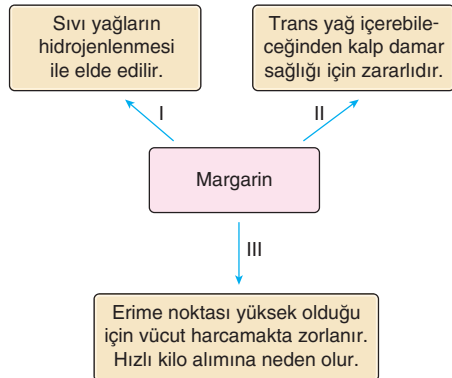 Sıvı yağların
hidrojenlenmesi
ile elde edilir.
Trans yağ içerebile-
ceğinden kalp damar
sağlığı için zararlıdır.
I
II
Margarin
III
Erime noktası yüksek olduğu
için vücut harcamakta zorlanır.
Hızlı kilo alımına neden olur.